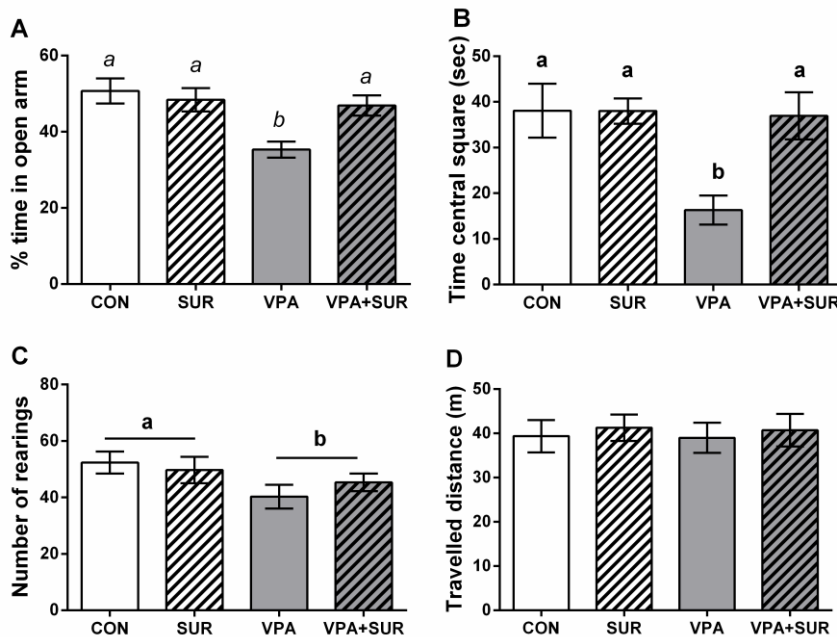 A
% time in open arm
60
40
20
0
a
a
b
a
CON SUR VPA VPA+SUR
B
Time central square (sec)
50
40
30
20
10
0
a
a
b
a
CON SUR VPA VPA+SUR
C
Number of rearings
80
60
40
20
0
a
b
CON SUR VPA VPA+SUR
D
Travelled distance (m)
50
40
30
20
10
0
CON SUR VPA VPA+SUR